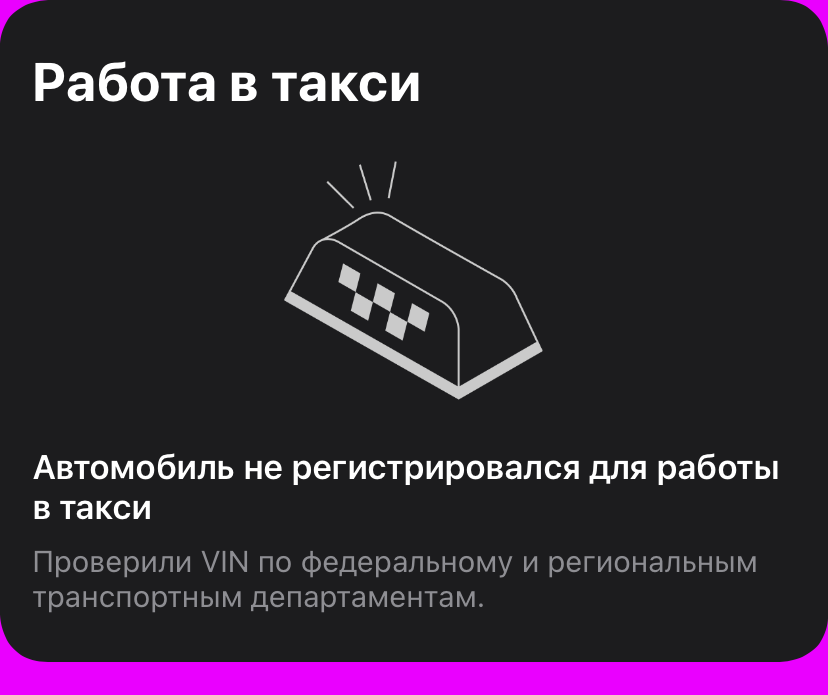 Работа в такси
Автомобиль не регистрировался для работы
в такси
Проверили VIN по федеральному и региональным
транспортным департаментам.